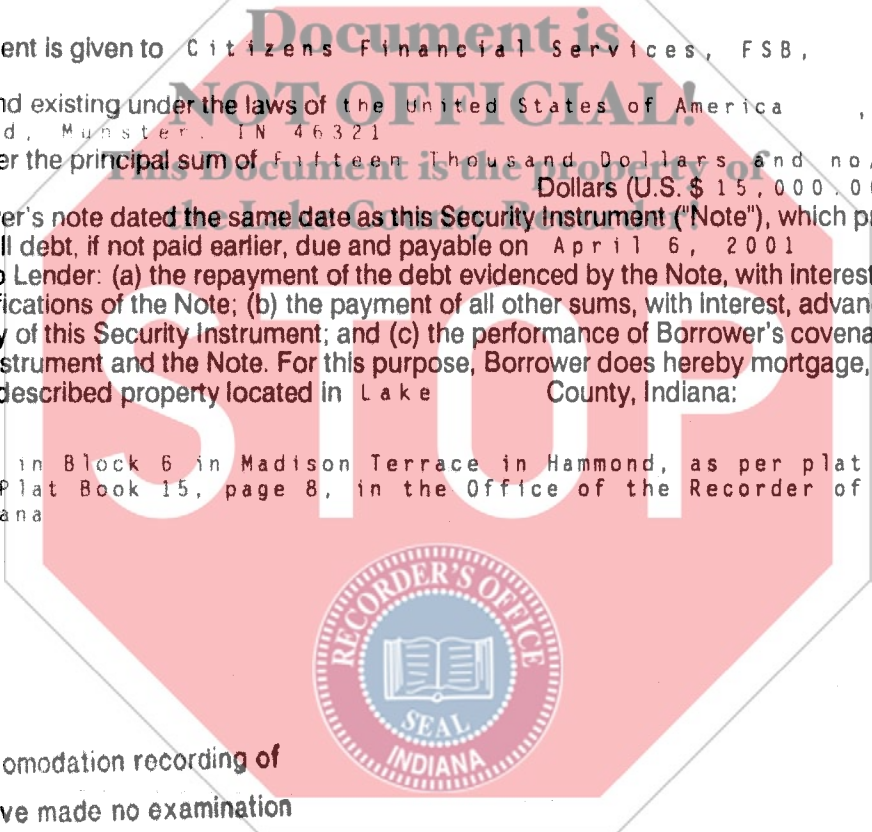 Document is
ent is given to Citizens Financial Services, FSB,
NOT OFFICIAL!
nd existing under the laws of the United States of America ,
d, Munster, IN 46321
er the principal sum of Fifteen Thousand Dollars and no/
This Document is the property of
Dollars (U.S. $ 15,000.00
the Lake County Recorder!
er's note dated the same date as this Security Instrument ("Note"), which p
ll debt, if not paid earlier, due and payable on April 6, 2001
o Lender: (a) the repayment of the debt evidenced by the Note, with interest
fications of the Note; (b) the payment of all other sums, with interest, advan
y of this Security Instrument; and (c) the performance of Borrower's covena
strument and the Note. For this purpose, Borrower does hereby mortgage,
described property located in Lake County, Indiana:
STOP
in Block 6 in Madison Terrace in Hammond, as per plat
Plat Book 15, page 8, in the Office of the Recorder of
ana
RECORDER'S OFFICE
SEAL
INDIANA
omodation recording of
ve made no examination